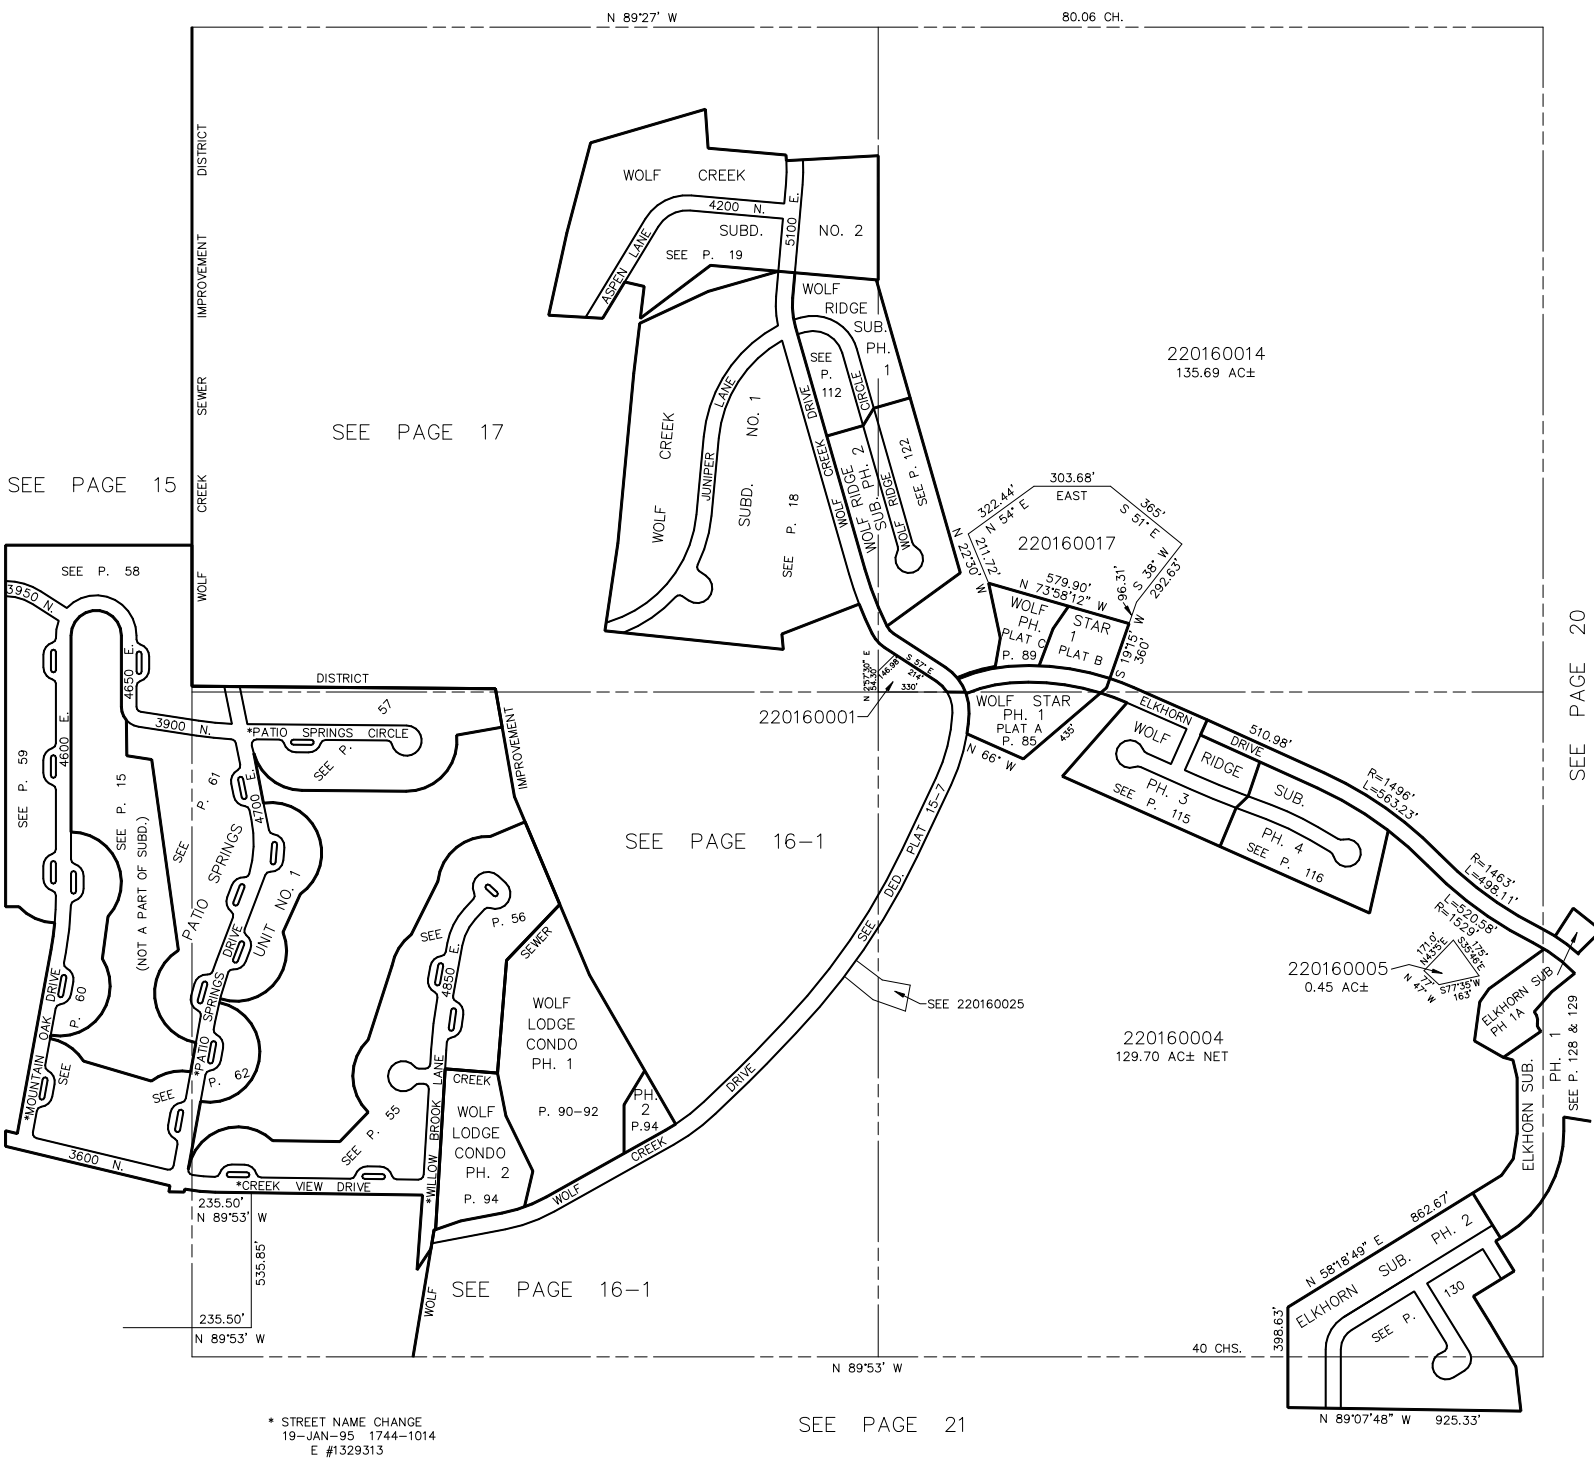 N 89°27' W
80.06 CH.
WOLF CREEK SEWER IMPROVEMENT DISTRICT
WOLF CREEK
SUBD.
NO. 2
4200 N.
5100 E.
ASPEN LANE
SEE P. 19
WOLF
RIDGE
SUB.
PH.
1
SEE
P.
112
CIRCLE
220160014
135.69 AC±
SEE PAGE 17
SEE PAGE 15
WOLF CREEK
SUBD. NO. 1
SEE P. 18
JUNIPER LANE
WOLF CREEK DRIVE
WOLF RIDGE
SUB. PH. 2
WOLF RIDGE
SEE P. 122
303.68'
EAST
322.44'
N 54° E
365'
S 51° E
211.72'
N 22°30' W
220160017
S 38° W
292.63'
96.31'
579.90'
N 73°58'12" W
WOLF
PH.
PLAT C
P. 89
STAR
1
PLAT B
S 19°15' W
360'
SEE PAGE 20
SEE P. 58
3950 N.
4650 E.
4600 E.
3900 N.
SEE P. 59
DISTRICT
IMPROVEMENT
57
*PATIO SPRINGS CIRCLE
SEE P.
S 57° E
214'
146.98'
330'
N 2°57'30" E
54.30'
220160001
WOLF STAR
PH. 1
PLAT A
P. 85
N 66° W
435'
ELKHORN
DRIVE
510.98'
WOLF
RIDGE
SUB.
PH. 3
SEE P. 115
PH. 4
SEE P. 116
R=1496'
L=563.23'
R=1463'
L=498.11'
L=520.58'
R=1529'
SEE P. 15
(NOT A PART OF SUBD.)
SEE P. 61
4700 E.
PATIO SPRINGS
UNIT NO. 1
*PATIO SPRINGS DRIVE
SEE PAGE 16-1
SEE DED. PLAT 15-7
171.0'
N43°5'E
175'
S35°46'E
S77°35'W
163'
77'
N 47° W
220160005
0.45 AC±
ELKHORN SUB
PH 1A
SEE P. 56
SEWER
4850 E.
SEE P. 60
*MOUNTAIN OAK DRIVE
WOLF
LODGE
CONDO
PH. 1
P. 90-92
SEE 220160025
220160004
129.70 AC± NET
ELKHORN SUB.
PH. 1
SEE P. 128 & 129
SEE P. 62
SEE P. 55
CREEK
WOLF
LODGE
CONDO
PH. 2
P. 94
PH.
2
P.94
*WILLOW BROOK LANE
WOLF CREEK DRIVE
3600 N.
*CREEK VIEW DRIVE
235.50'
N 89°53' W
535.85'
235.50'
N 89°53' W
WOLF
SEE PAGE 16-1
862.67'
N 58°18'49" E
ELKHORN SUB. PH. 2
SEE P. 130
398.63'
40 CHS.
N 89°53' W
N 89°07'48" W 925.33'
* STREET NAME CHANGE
19-JAN-95 1744-1014
E #1329313
SEE PAGE 21